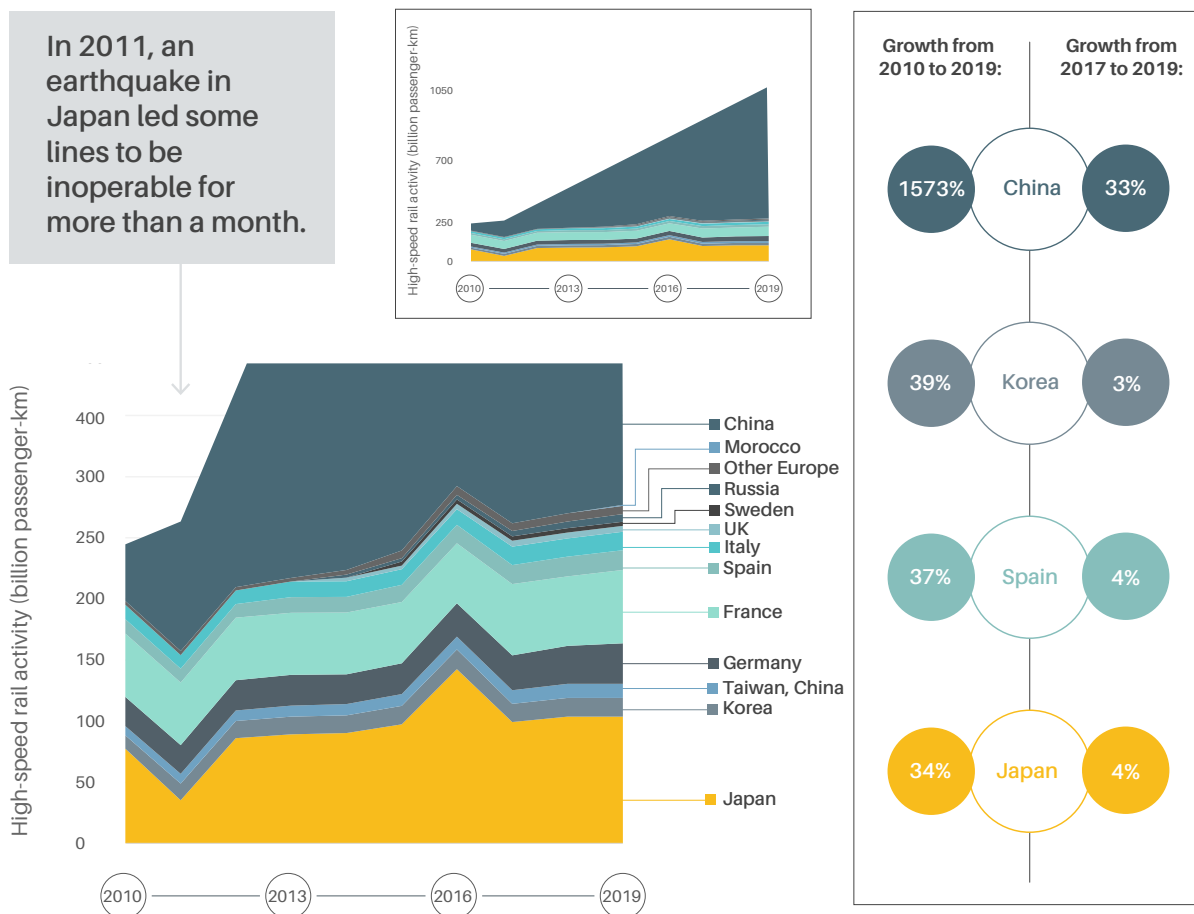 In 2011, an
earthquake in
Japan led some
lines to be
inoperable for
more than a month.
High-speed rail activity (billion passenger-km)
1050
700
250
0
2010
2013
2016
2019
High-speed rail activity (billion passenger-km)
400
300
250
200
150
100
50
0
2010
2013
2016
2019
China
Morocco
Other Europe
Russia
Sweden
UK
Italy
Spain
France
Germany
Taiwan, China
Korea
Japan
Growth from
2010 to 2019:
Growth from
2017 to 2019:
1573%
China
33%
39%
Korea
3%
37%
Spain
4%
34%
Japan
4%